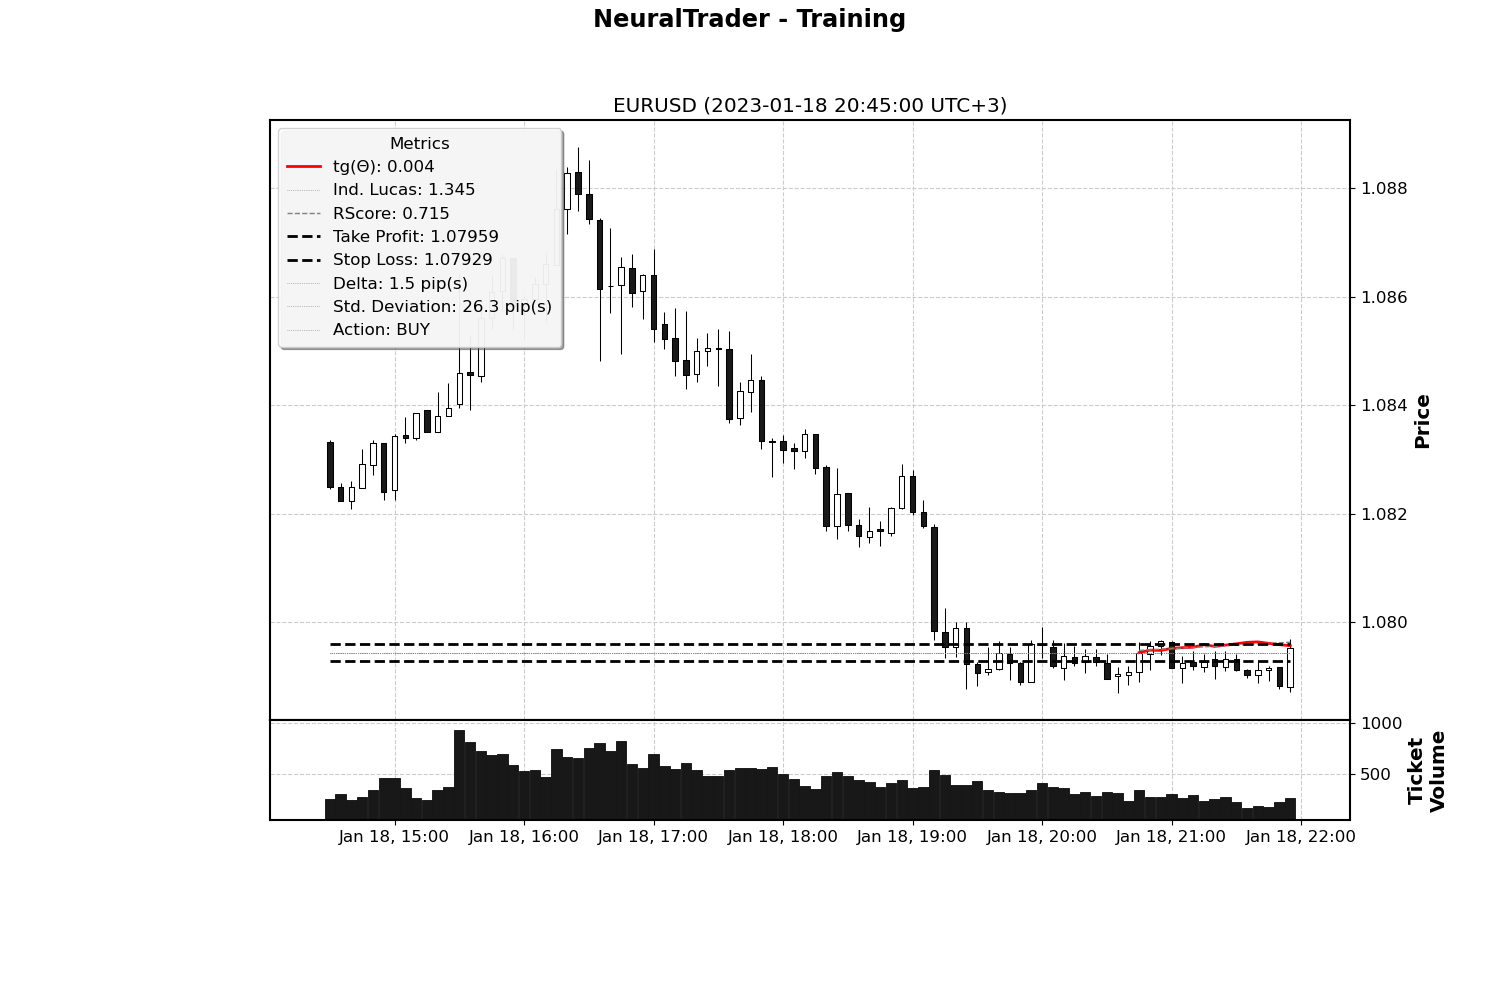 NeuralTrader - Training
EURUSD (2023-01-18 20:45:00 UTC+3)
Metrics
tg(Θ): 0.004
Ind. Lucas: 1.345
RScore: 0.715
Take Profit: 1.07959
Stop Loss: 1.07929
Delta: 1.5 pip(s)
Std. Deviation: 26.3 pip(s)
Action: BUY
1.088
1.086
1.084
1.082
1.080
Price
1000
500
Ticket
Volume
Jan 18, 15:00
Jan 18, 16:00
Jan 18, 17:00
Jan 18, 18:00
Jan 18, 19:00
Jan 18, 20:00
Jan 18, 21:00
Jan 18, 22:00